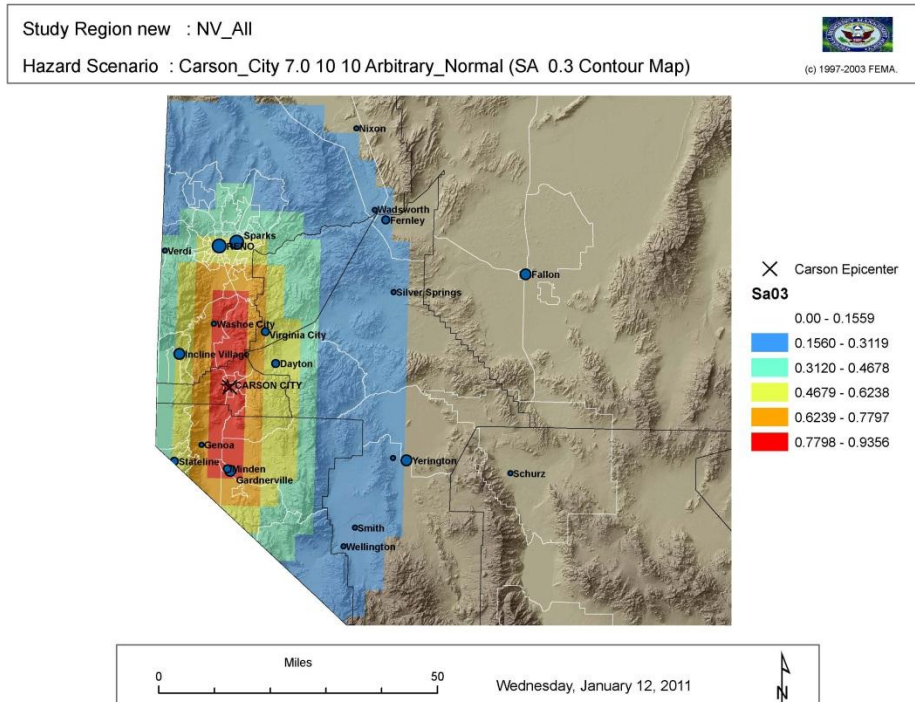 Study Region new : NV_All
Hazard Scenario : Carson_City 7.0 10 10 Arbitrary_Normal (SA 0.3 Contour Map)
(c) 1997-2003 FEMA.
Nixon
Wadsworth
Fernley
Sparks
RENO
Verdi
Fallon
Silver Springs
Washoe City
Virginia City
Incline Village
Dayton
CARSON CITY
Genoa
Stateline
Minden
Gardnerville
Yerington
Schurz
Smith
Wellington
Carson Epicenter
Sa03
0.00 - 0.1559
0.1560 - 0.3119
0.3120 - 0.4678
0.4679 - 0.6238
0.6239 - 0.7797
0.7798 - 0.9356
Miles
0 50
Wednesday, January 12, 2011
N